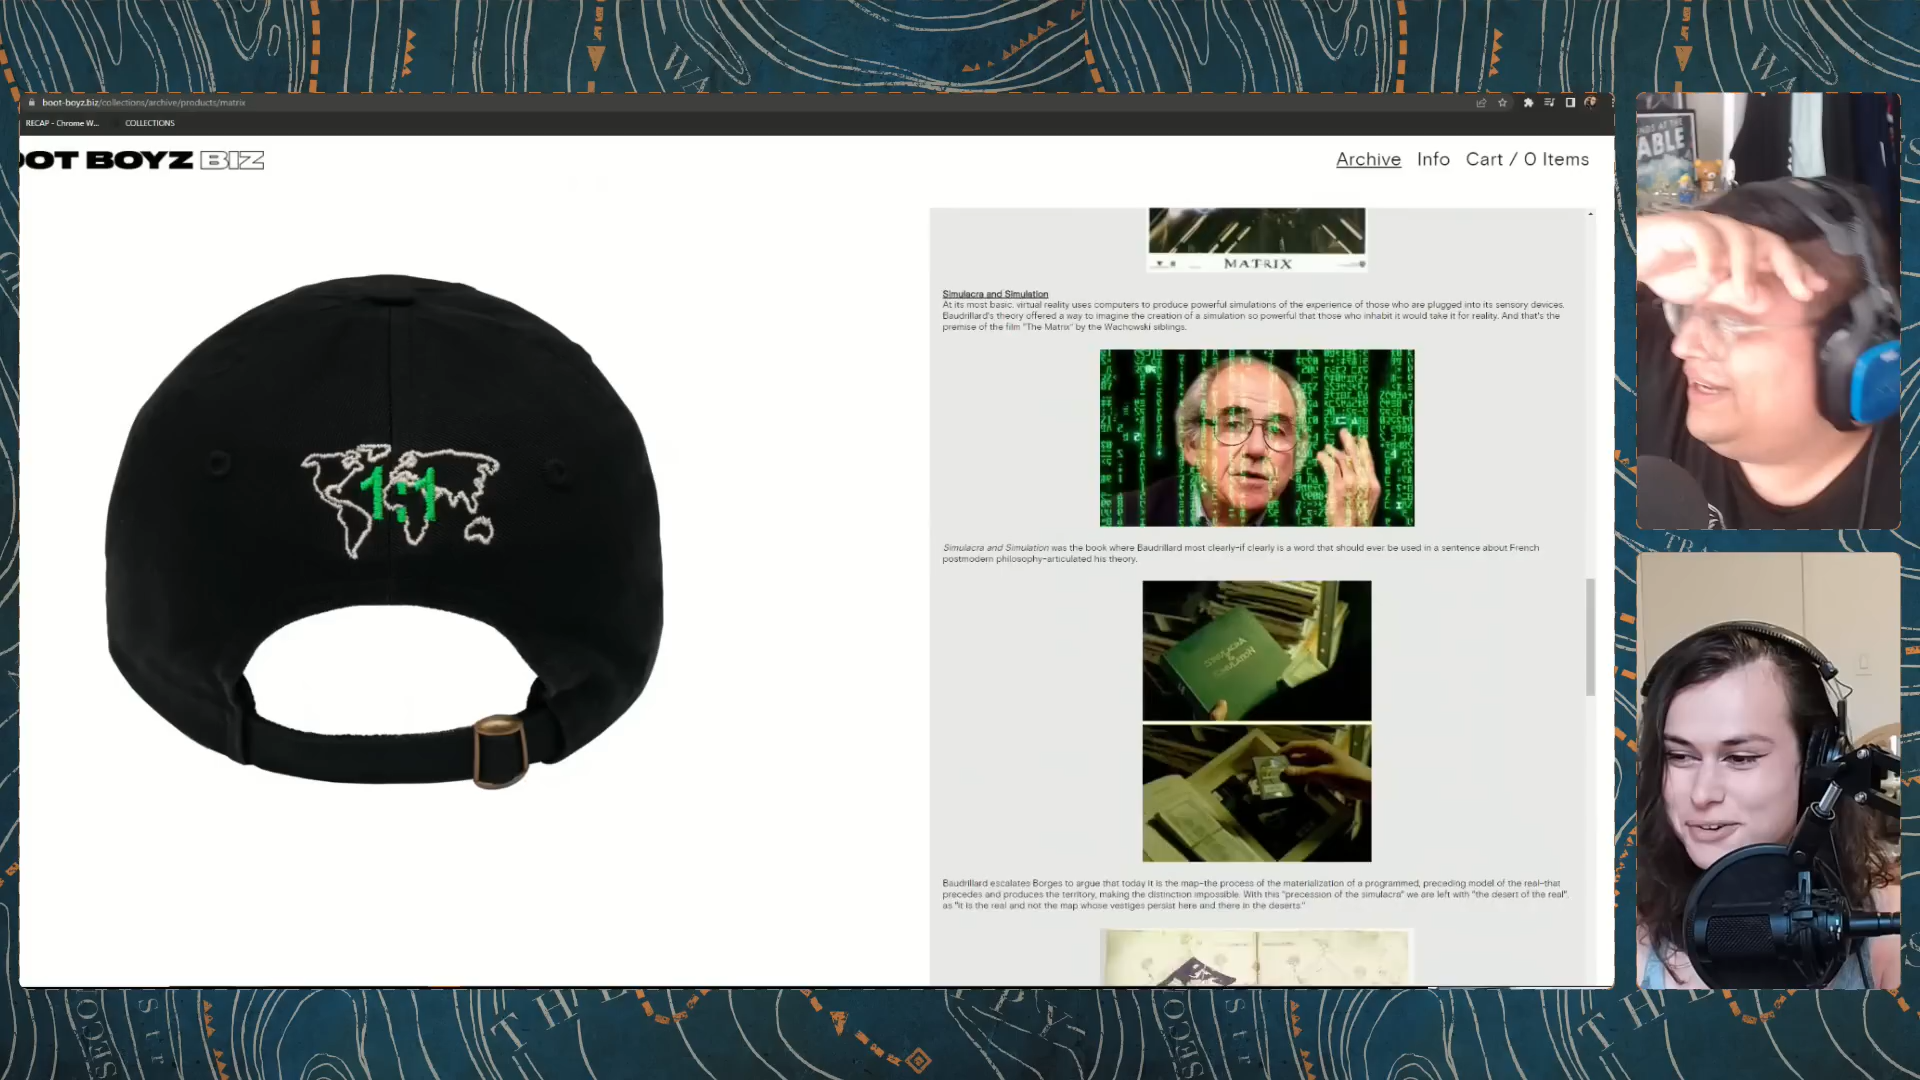 boot-boyz.biz/collections/archive/products/matrix
RECAP - Chrome W...
COLLECTIONS
OOT BOYZ BIZ
Archive Info Cart / 0 Items
MATRIX
Simulacra and Simulation
At its most basic, virtual reality uses computers to produce powerful simulations of the experience of those who are plugged into its sensory devices.
Baudrillard's theory offered a way to imagine the creation of a simulation so powerful that those who inhabit it would take it for reality. And that's the
premise of the film "The Matrix" by the Wachowski siblings.
1:1
Simulacra and Simulation was the book where Baudrillard most clearly-if clearly is a word that should ever be used in a sentence about French
postmodern philosophy-articulated his theory.
Baudrillard escalates Borges to argue that today it is the map-the process of the materialization of a programmed, preceding model of the real-that
precedes and produces the territory, making the distinction impossible. With this "precession of the simulacra" we are left with "the desert of the real",
as "it is the real and not the map whose vestiges persist here and there in the deserts."
ABLE